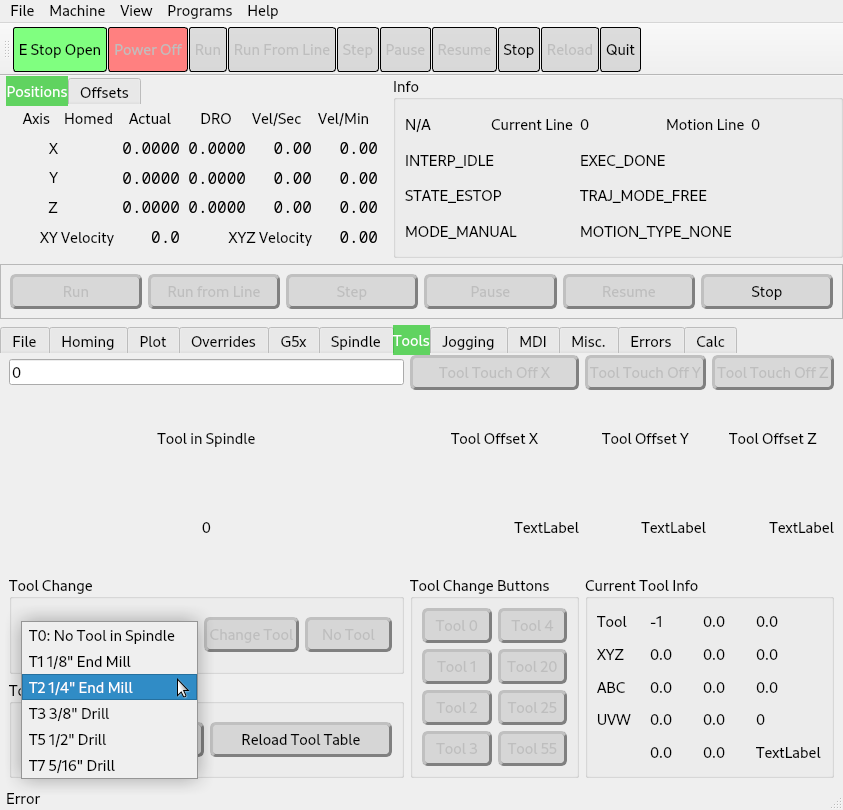 File Machine View Programs Help
E Stop Open Power Off Run Run From Line Step Pause Resume Stop Reload Quit
Positions Offsets
Axis Homed Actual DRO Vel/Sec Vel/Min
X 0.0000 0.0000 0.00 0.00
Y 0.0000 0.0000 0.00 0.00
Z 0.0000 0.0000 0.00 0.00
XY Velocity 0.0 XYZ Velocity 0.00
Info
N/A Current Line 0 Motion Line 0
INTERP_IDLE EXEC_DONE
STATE_ESTOP TRAJ_MODE_FREE
MODE_MANUAL MOTION_TYPE_NONE
Run Run from Line Step Pause Resume Stop
File Homing Plot Overrides G5x Spindle Tools Jogging MDI Misc. Errors Calc
0 Tool Touch Off X Tool Touch Off Y Tool Touch Off Z
Tool in Spindle Tool Offset X Tool Offset Y Tool Offset Z
0 TextLabel TextLabel TextLabel
Tool Change
Change Tool No Tool
T0: No Tool in Spindle
T1 1/8" End Mill
T2 1/4" End Mill
T3 3/8" Drill
T5 1/2" Drill
T7 5/16" Drill
Reload Tool Table
Tool Change Buttons
Tool 0 Tool 4
Tool 1 Tool 20
Tool 2 Tool 25
Tool 3 Tool 55
Current Tool Info
Tool -1 0.0 0.0
XYZ 0.0 0.0 0.0
ABC 0.0 0.0 0.0
UVW 0.0 0.0 0
0.0 0.0 TextLabel
Error